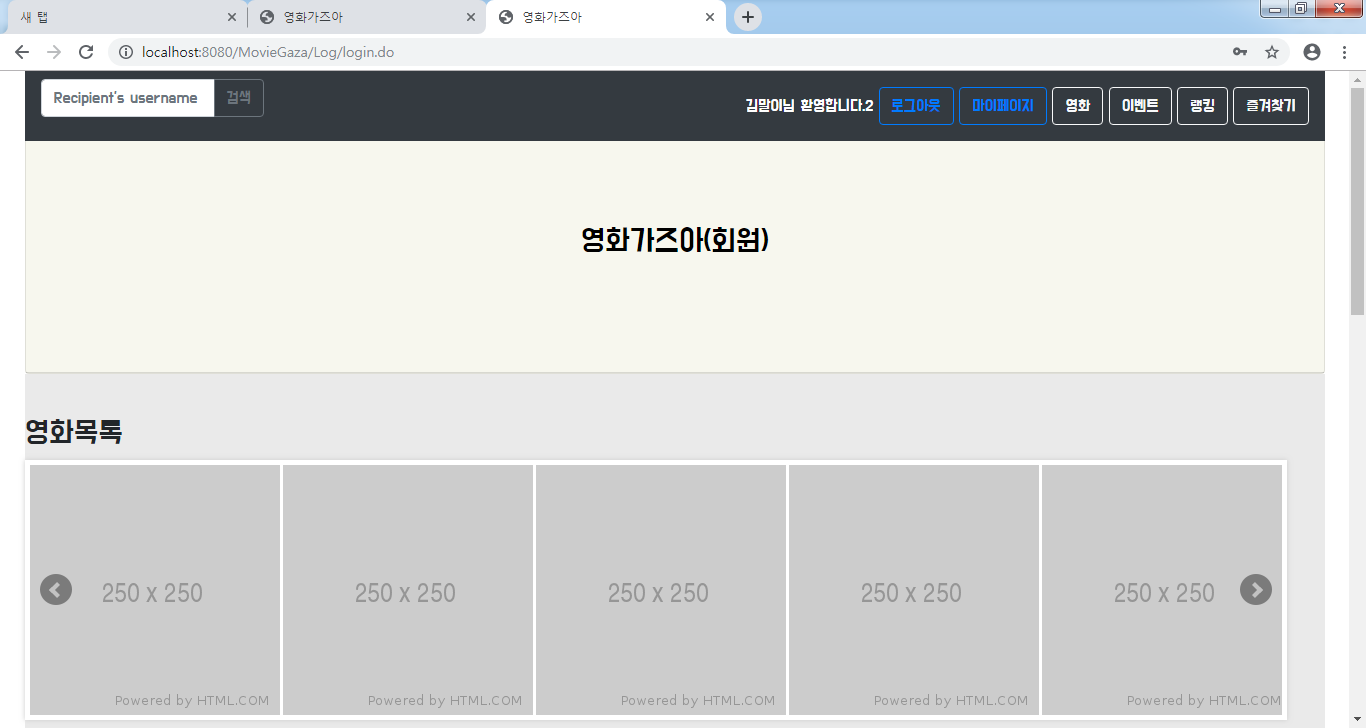 새 탭
영화가즈아
영화가즈아
localhost:8080/MovieGaza/Log/login.do
Recipient's username 검색
김말이님 환영합니다.2 로그아웃 마이페이지 영화 이벤트 랭킹 즐겨찾기
영화가즈아(회원)
영화목록
250 x 250 250 x 250 250 x 250 250 x 250 250 x 250
Powered by HTML.COM Powered by HTML.COM Powered by HTML.COM Powered by HTML.COM Powered by HTML.COM